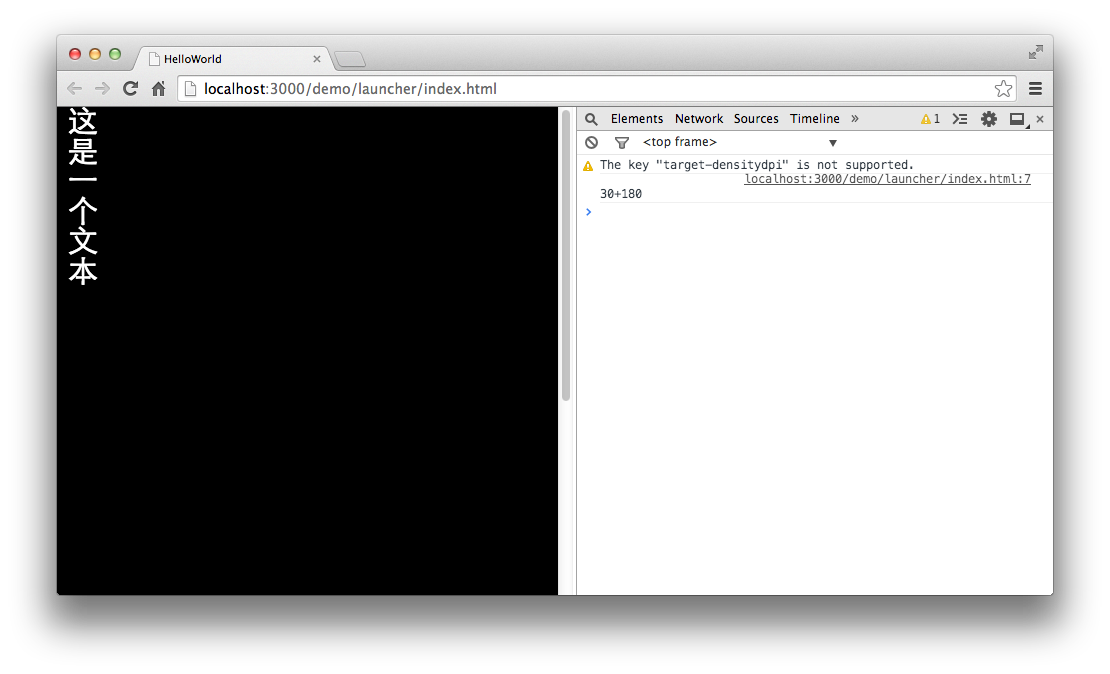 HelloWorld
localhost:3000/demo/launcher/index.html
这
是
一
个
文
本
Elements Network Sources Timeline » 1
<top frame>
The key "target-densitydpi" is not supported.
localhost:3000/demo/launcher/index.html:7
30+180